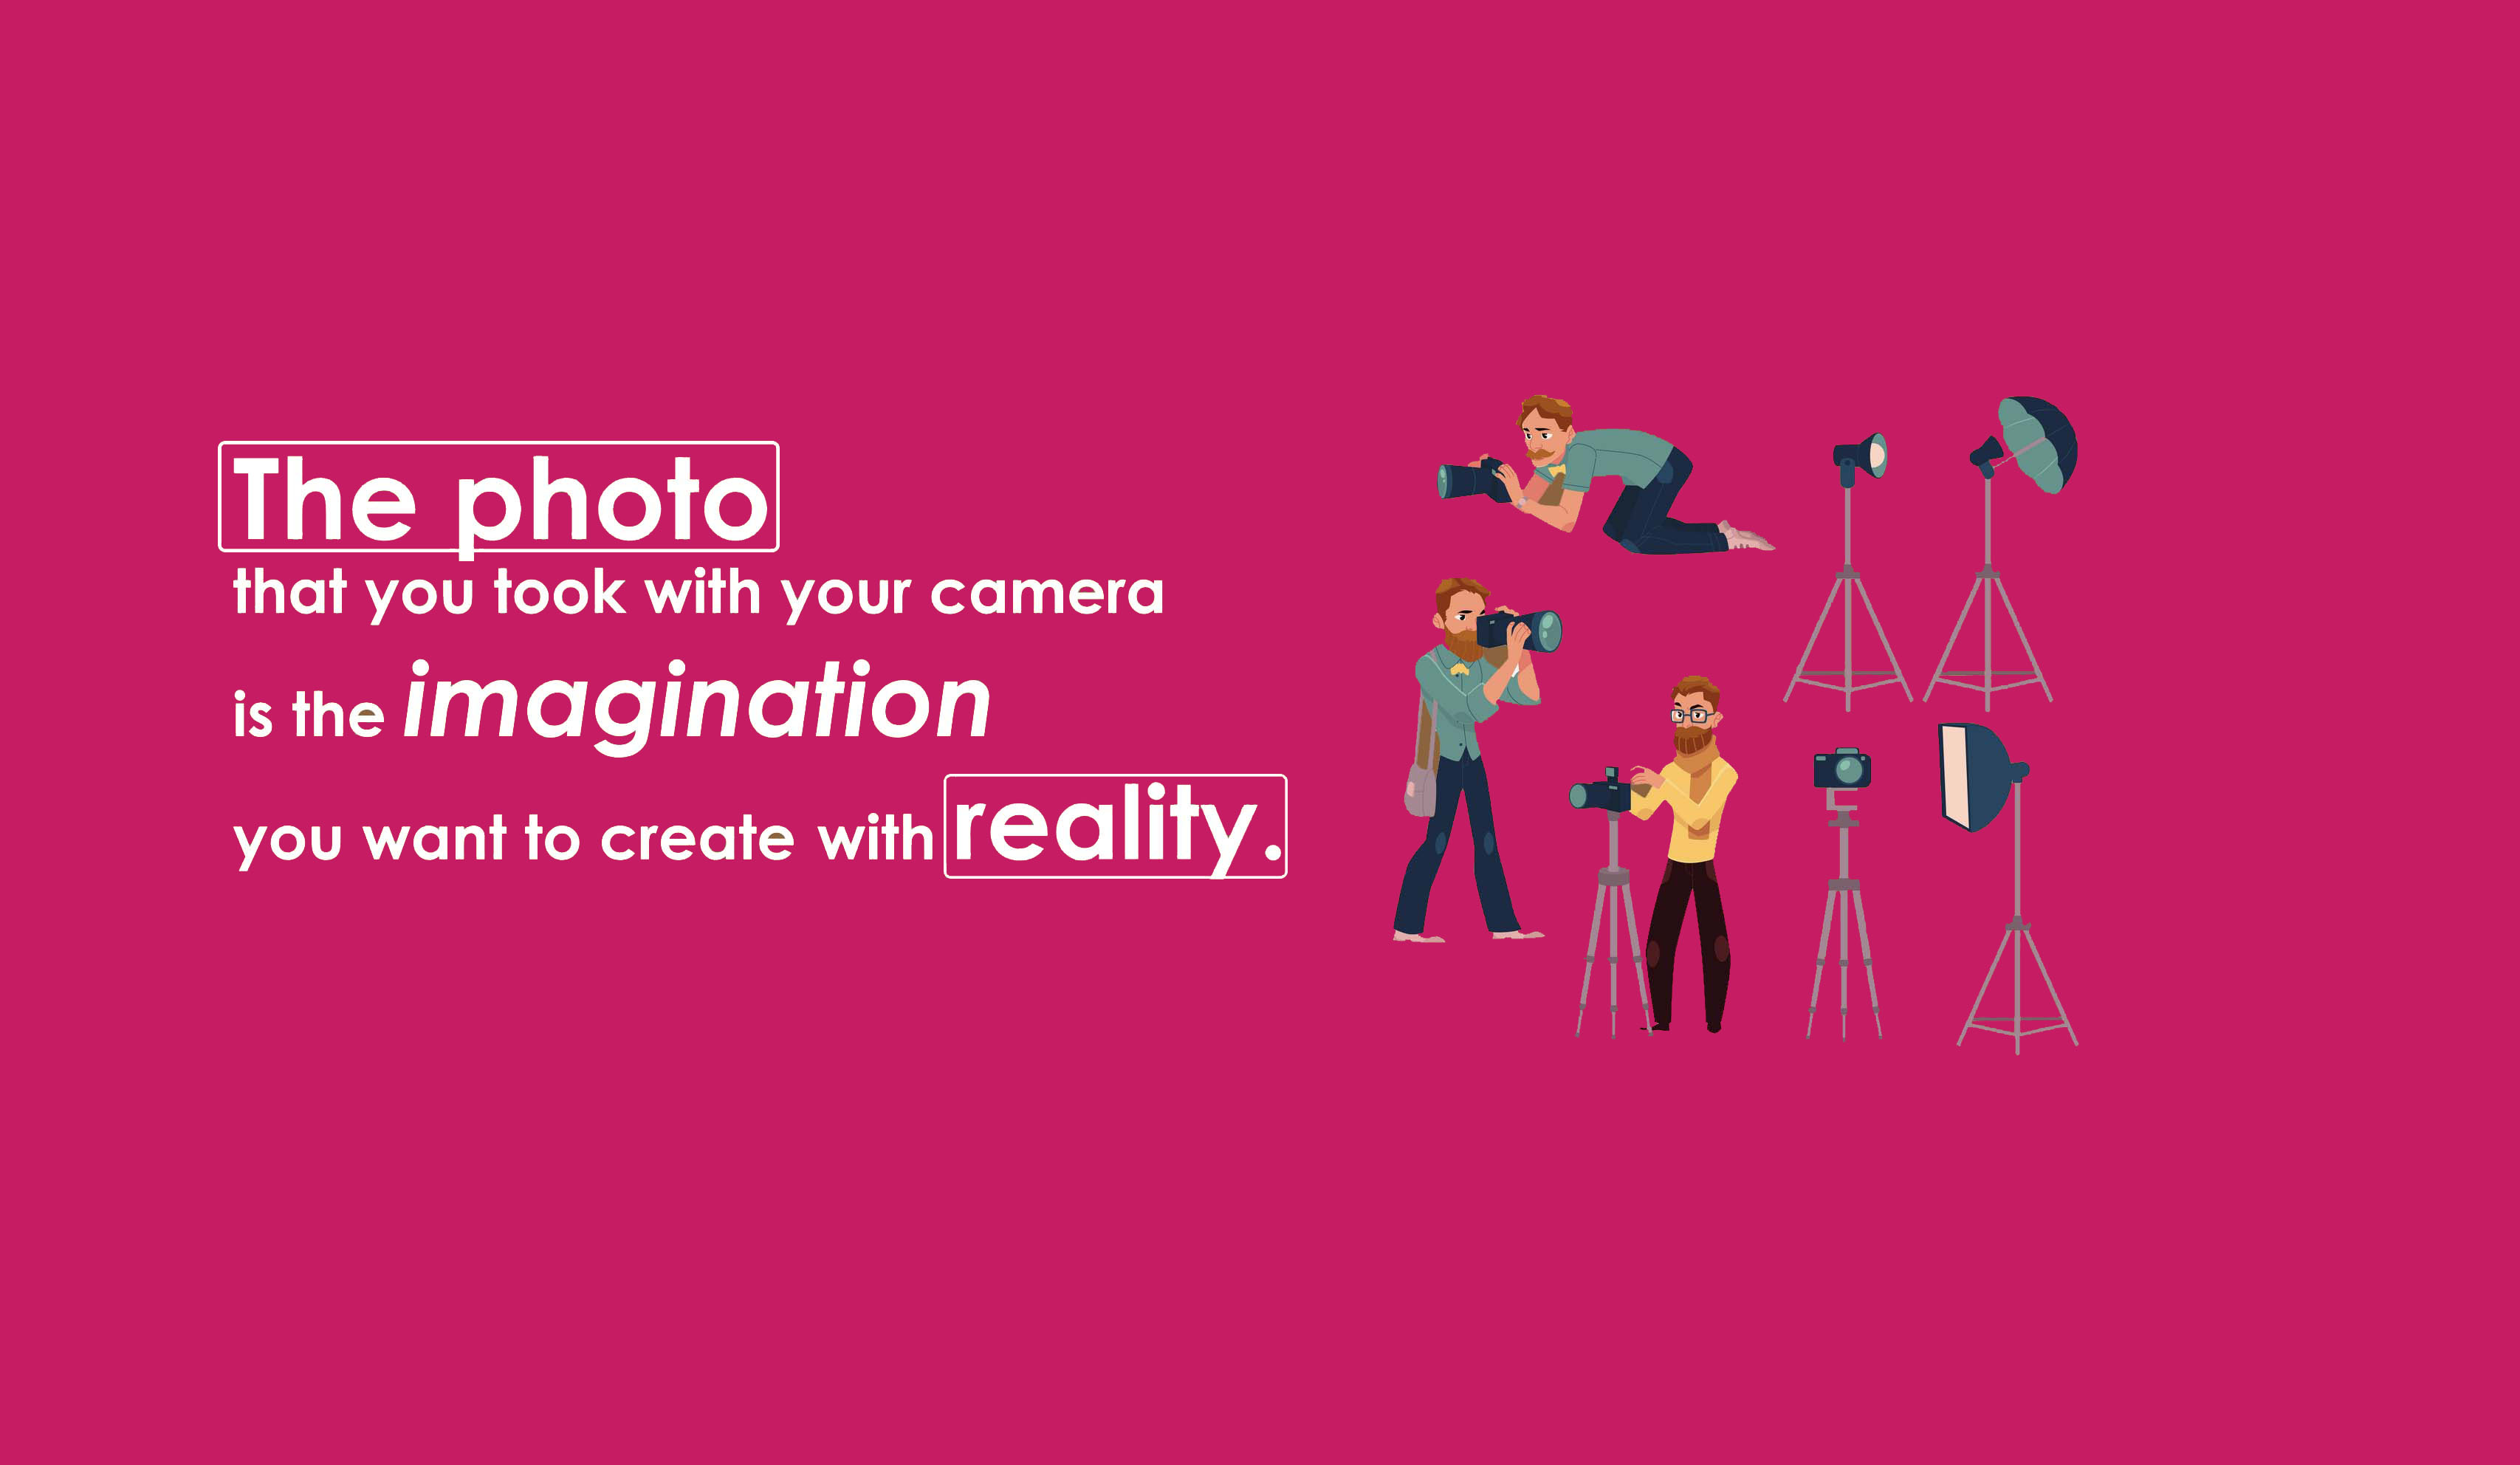 The photo
that you took with your camera
is the imagination
you want to create with reality.